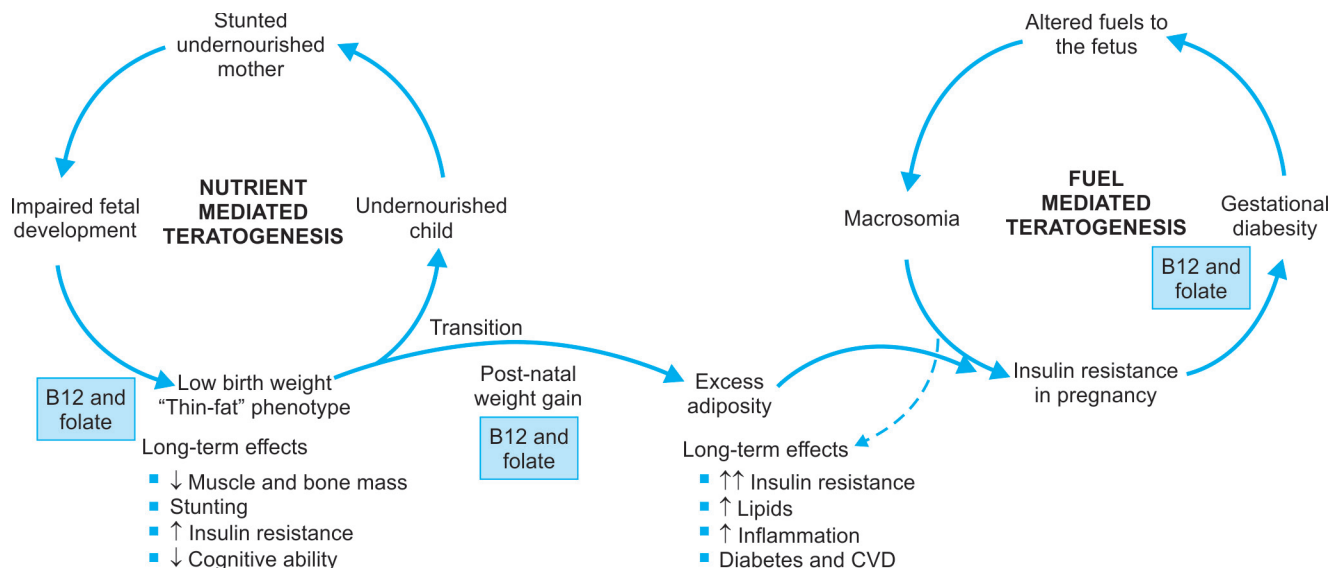 Stunted
undernourished
mother
Impaired fetal
development
NUTRIENT
MEDIATED
TERATOGENESIS
Undernourished
child
B12 and
folate
Low birth weight
“Thin-fat” phenotype
Long-term effects
■ ↓ Muscle and bone mass
■ Stunting
■ ↑ Insulin resistance
■ ↓ Cognitive ability
Transition
Post-natal
weight gain
B12 and
folate
Excess
adiposity
Long-term effects
■ ↑↑ Insulin resistance
■ ↑ Lipids
■ ↑ Inflammation
■ Diabetes and CVD
Altered fuels to
the fetus
Macrosomia
FUEL
MEDIATED
TERATOGENESIS
Gestational
diabesity
B12 and
folate
Insulin resistance
in pregnancy